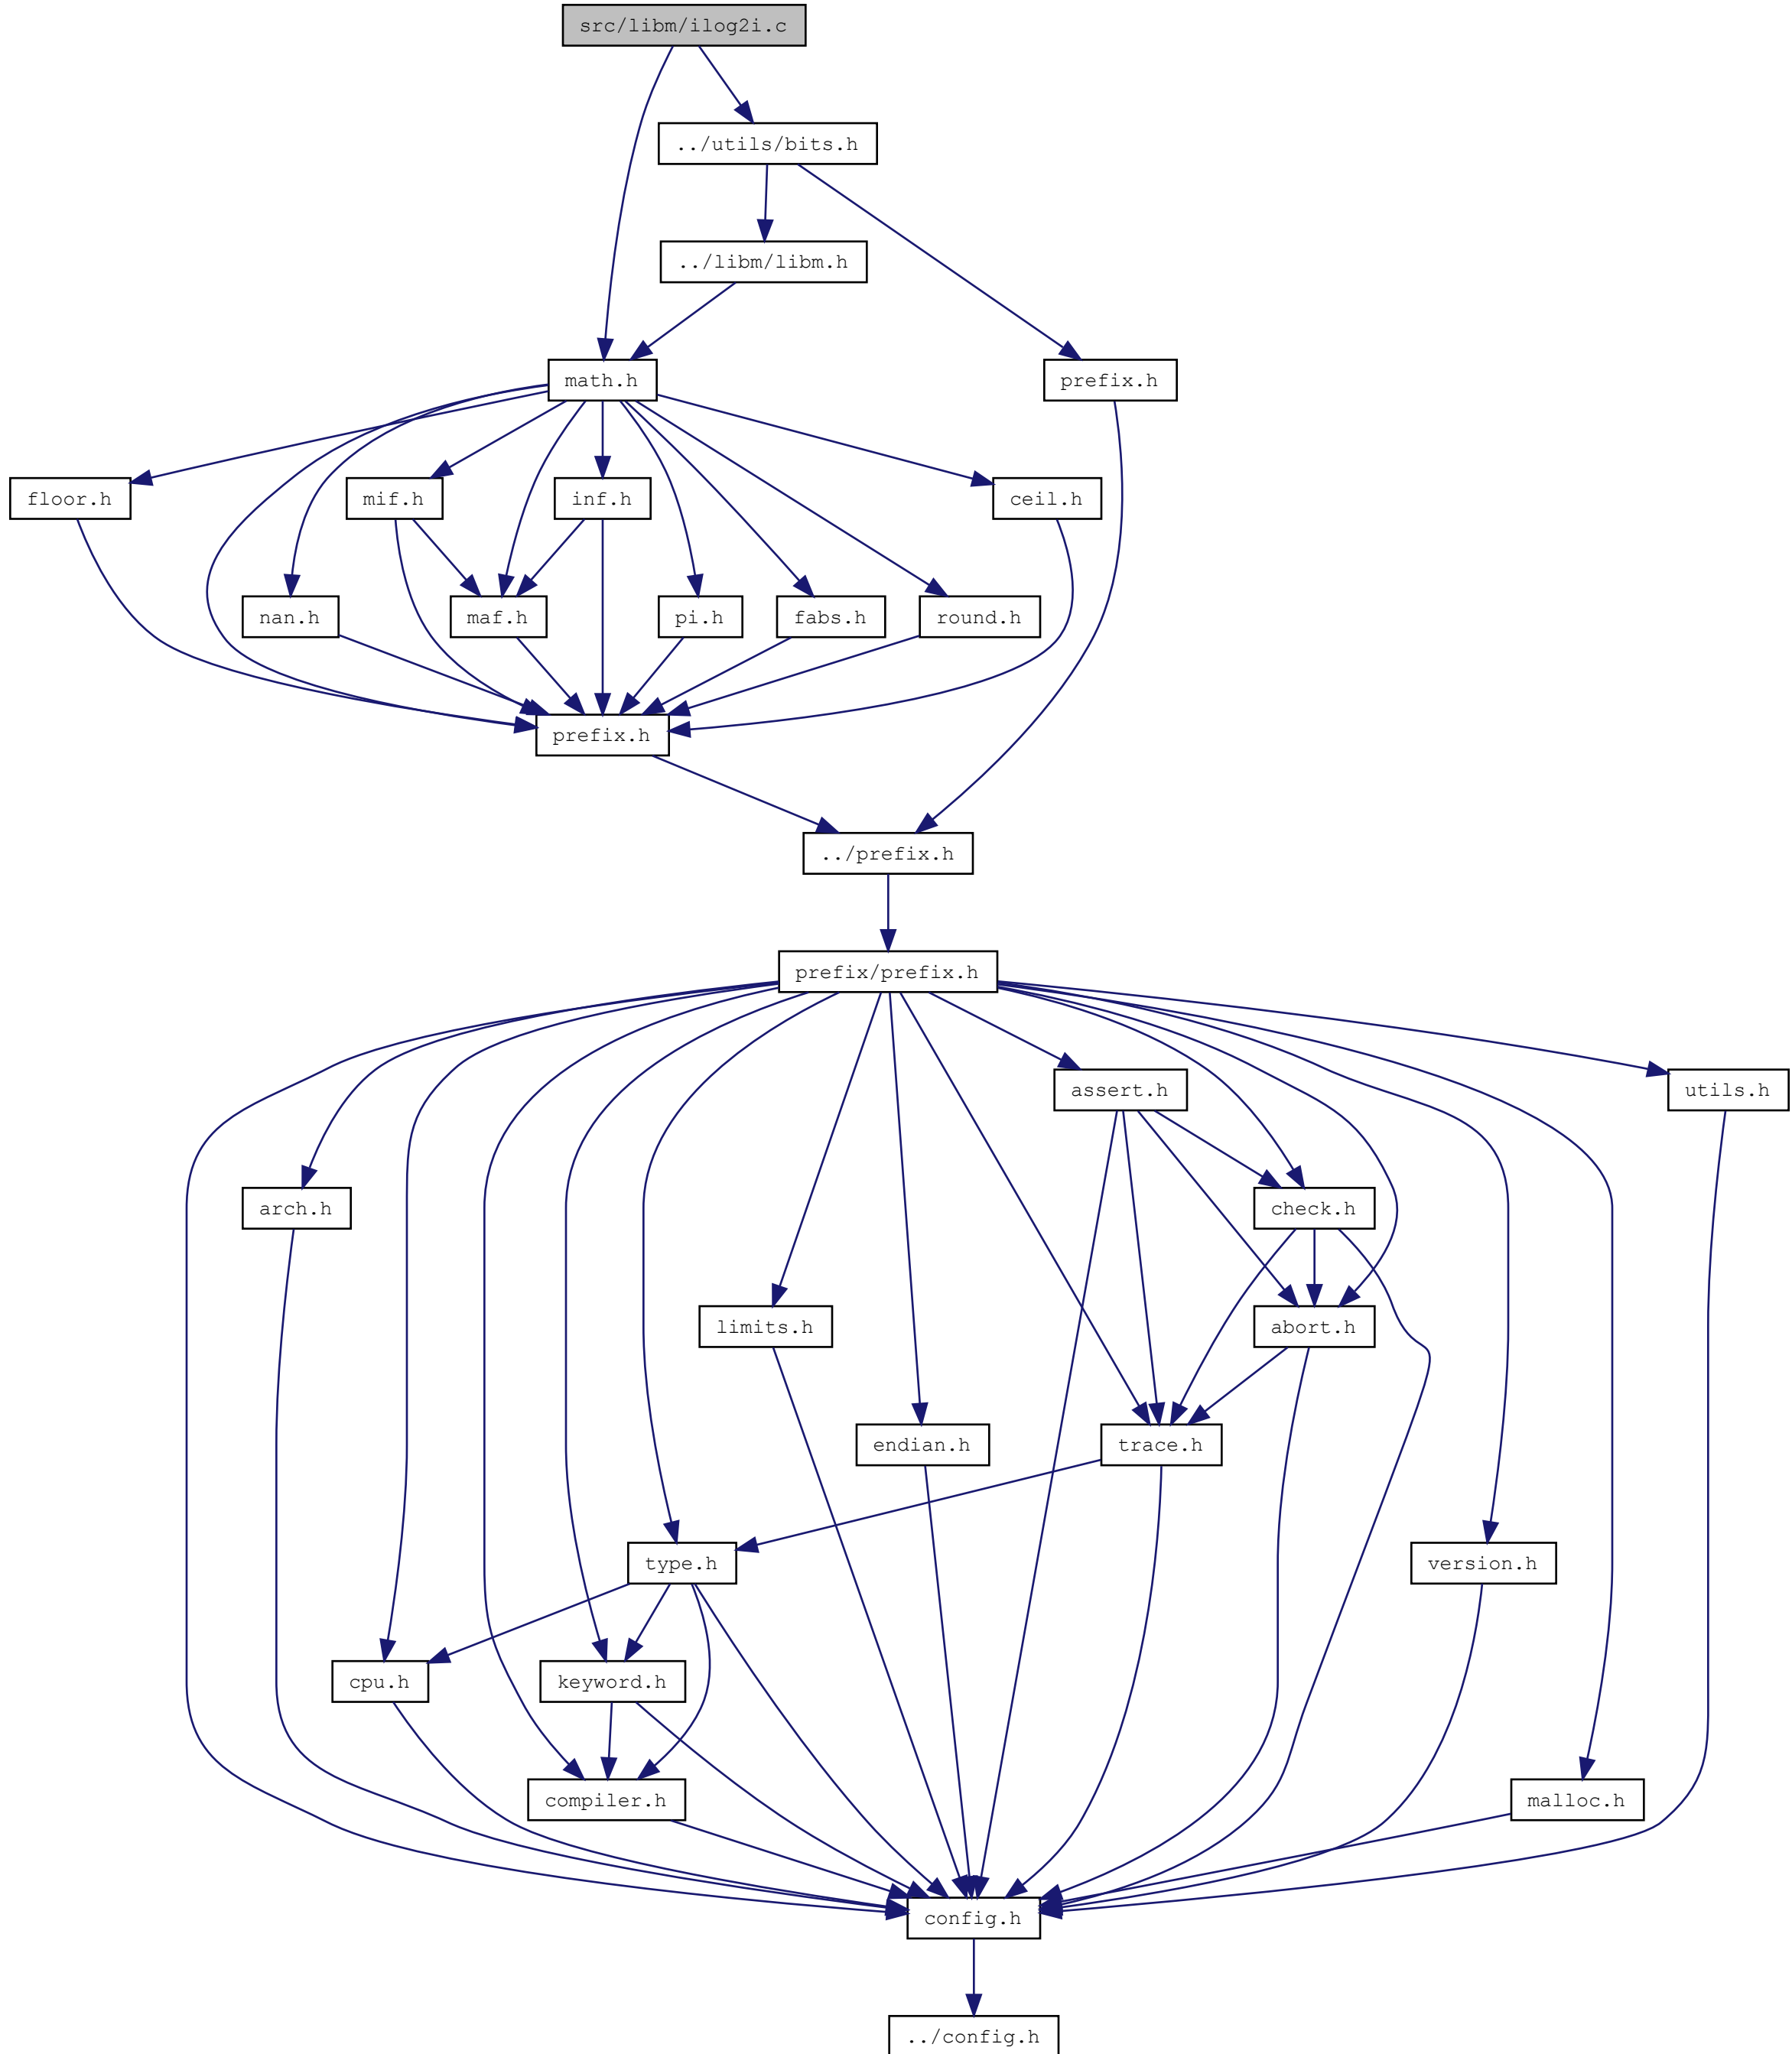 src/libm/ilog2i.c
../utils/bits.h
../libm/libm.h
math.h
prefix.h
floor.h
mif.h
inf.h
ceil.h
nan.h
maf.h
pi.h
fabs.h
round.h
prefix.h
../prefix.h
prefix/prefix.h
assert.h
utils.h
arch.h
check.h
limits.h
abort.h
endian.h
trace.h
type.h
version.h
cpu.h
keyword.h
compiler.h
malloc.h
config.h
../config.h